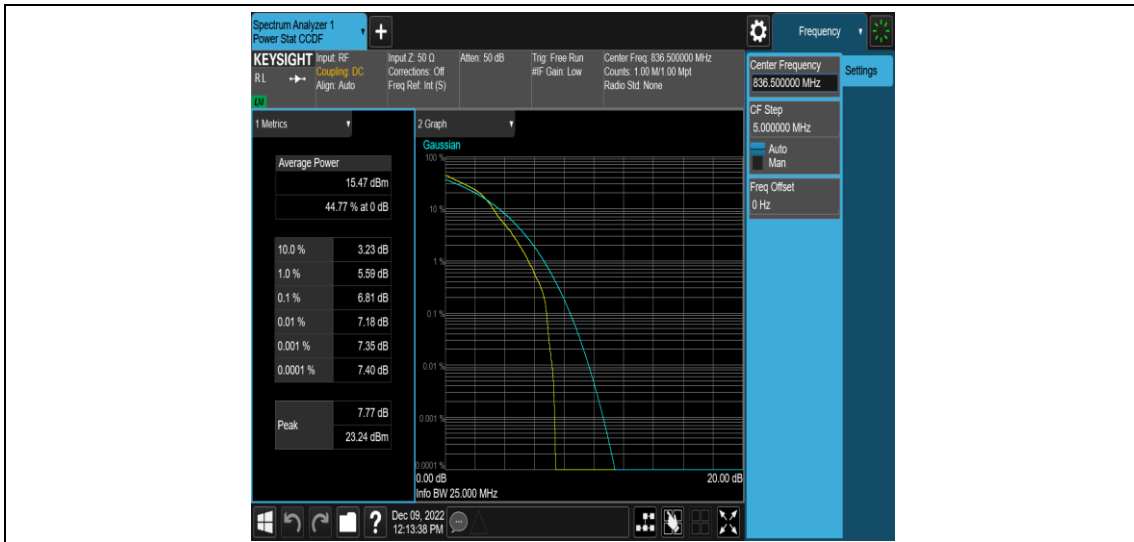 Spectrum Analyzer 1
Power Stat CCDF
+
Frequency
KEYSIGHT
RL
LXI
Input: RF
Coupling: DC
Align: Auto
Input Z: 50 Ω
Corrections: Off
Freq Ref: Int (S)
Atten: 50 dB
Trig: Free Run
#IF Gain: Low
Center Freq: 836.500000 MHz
Counts: 1.00 M/1.00 Mpt
Radio Std: None
Center Frequency
836.500000 MHz
Settings
CF Step
5.000000 MHz
Auto
Man
Freq Offset
0 Hz
1 Metrics
Average Power
15.47 dBm
44.77 % at 0 dB
10.0 % 3.23 dB
1.0 % 5.59 dB
0.1 % 6.81 dB
0.01 % 7.18 dB
0.001 % 7.35 dB
0.0001 % 7.40 dB
Peak
7.77 dB
23.24 dBm
2 Graph
Gaussian
100 %
10 %
1 %
0.1 %
0.01 %
0.001 %
0.0001 %
0.00 dB 20.00 dB
Info BW 25.000 MHz
?
Dec 09, 2022
12:13:38 PM